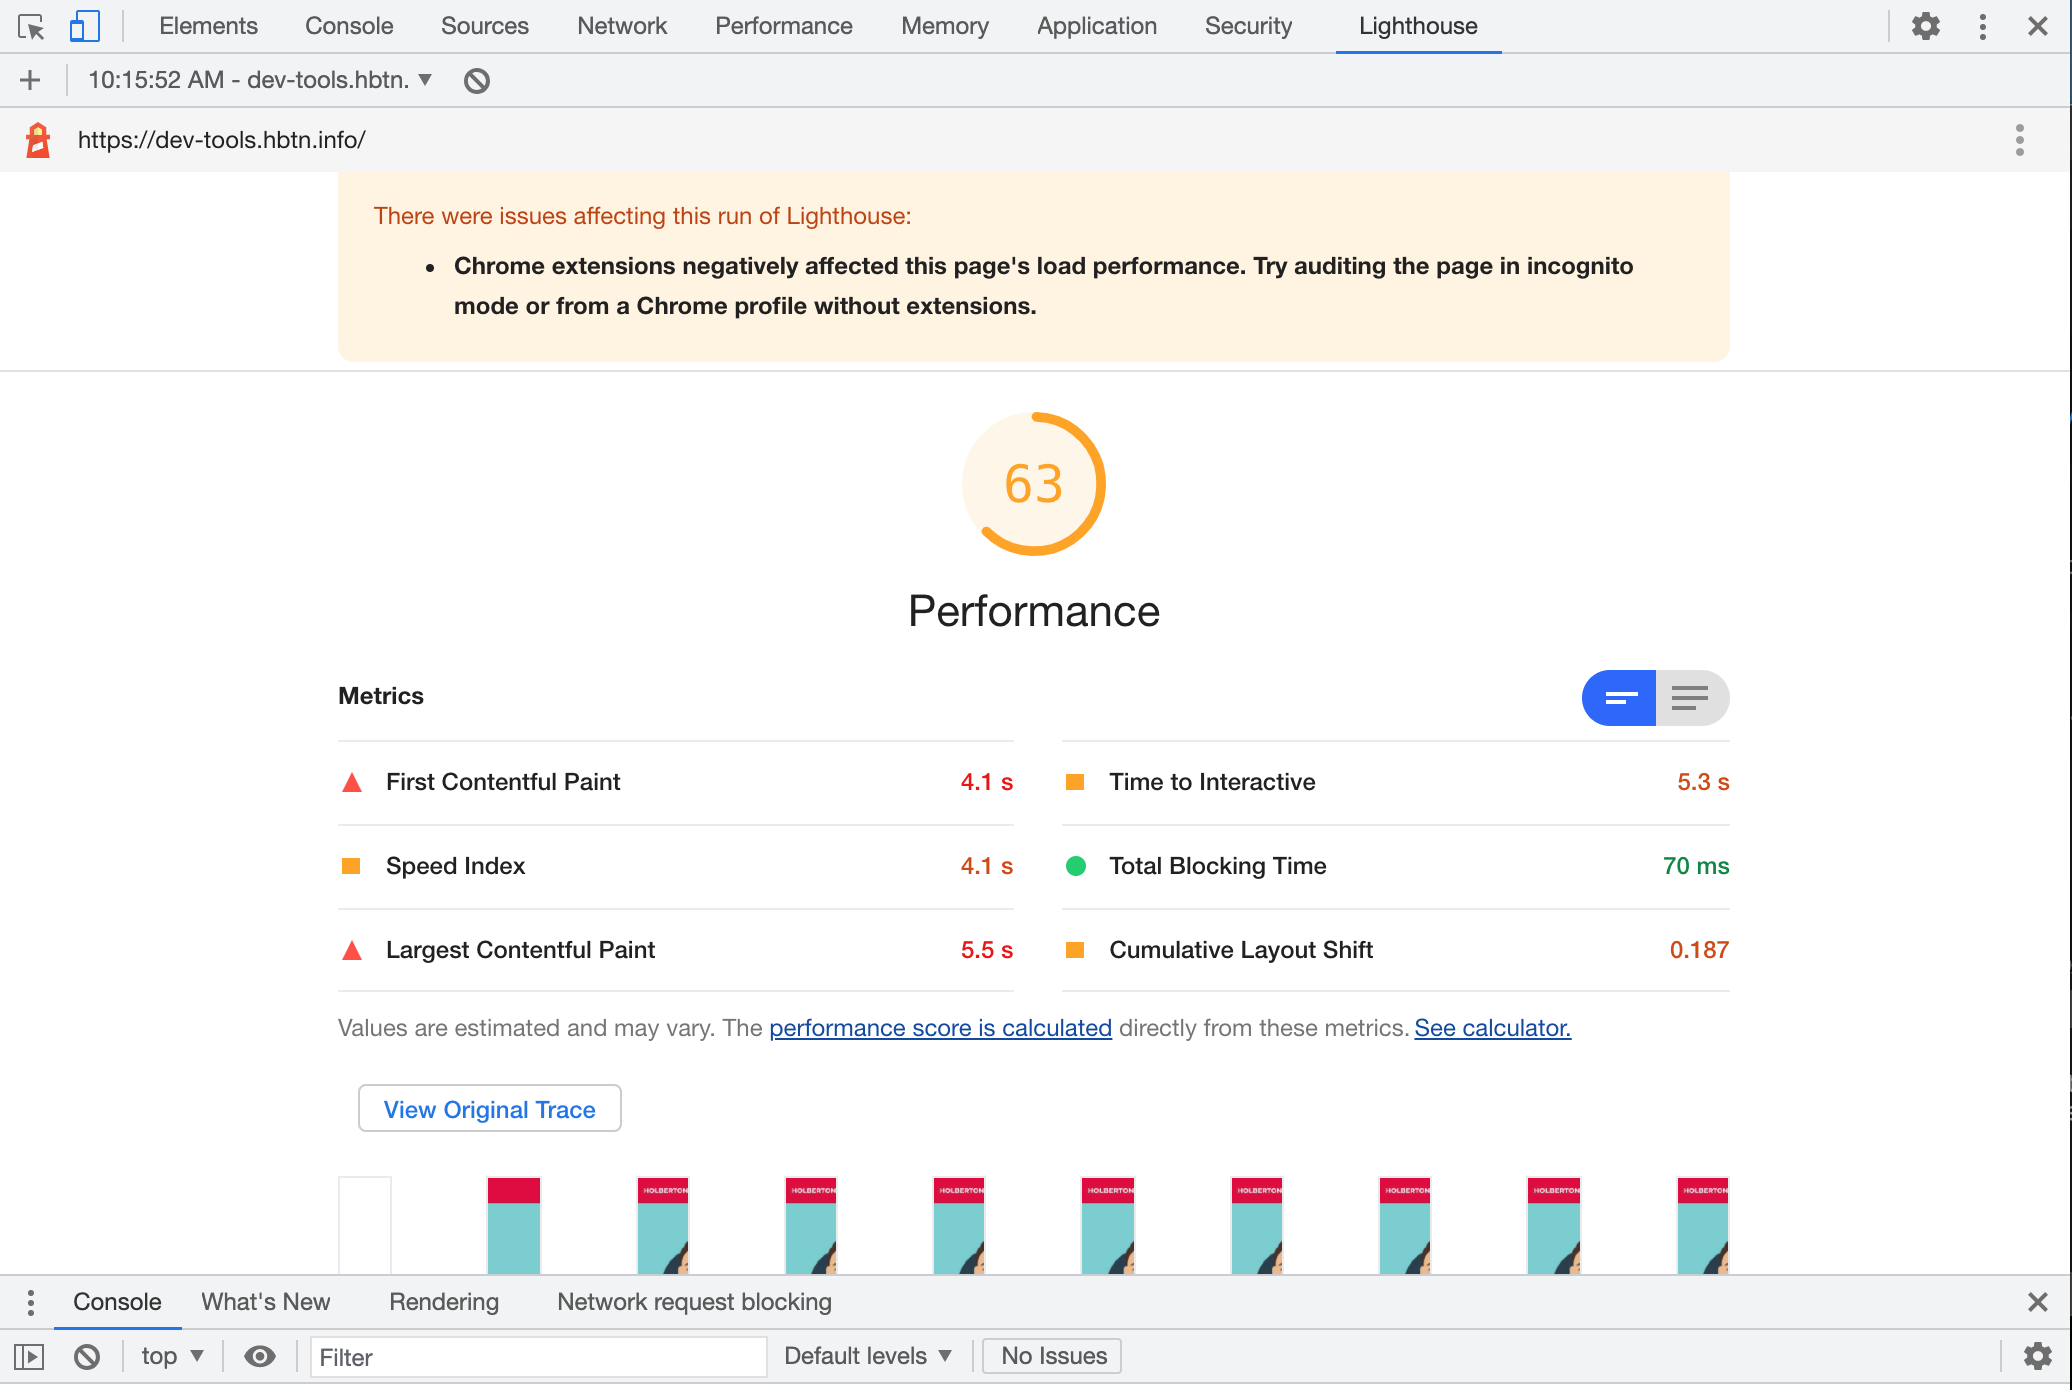 Elements Console Sources Network Performance Memory Application Security Lighthouse
10:15:52 AM - dev-tools.hbtn.
https://dev-tools.hbtn.info/
There were issues affecting this run of Lighthouse:
Chrome extensions negatively affected this page's load performance. Try auditing the page in incognito
mode or from a Chrome profile without extensions.
63
Performance
Metrics
First Contentful Paint 4.1 s
Time to Interactive 5.3 s
Speed Index 4.1 s
Total Blocking Time 70 ms
Largest Contentful Paint 5.5 s
Cumulative Layout Shift 0.187
Values are estimated and may vary. The performance score is calculated directly from these metrics. See calculator.
View Original Trace
HOLBERTON HOLBERTON HOLBERTON HOLBERTON HOLBERTON HOLBERTON HOLBERTON HOLBERTON
Console What's New Rendering Network request blocking
top Filter Default levels No Issues